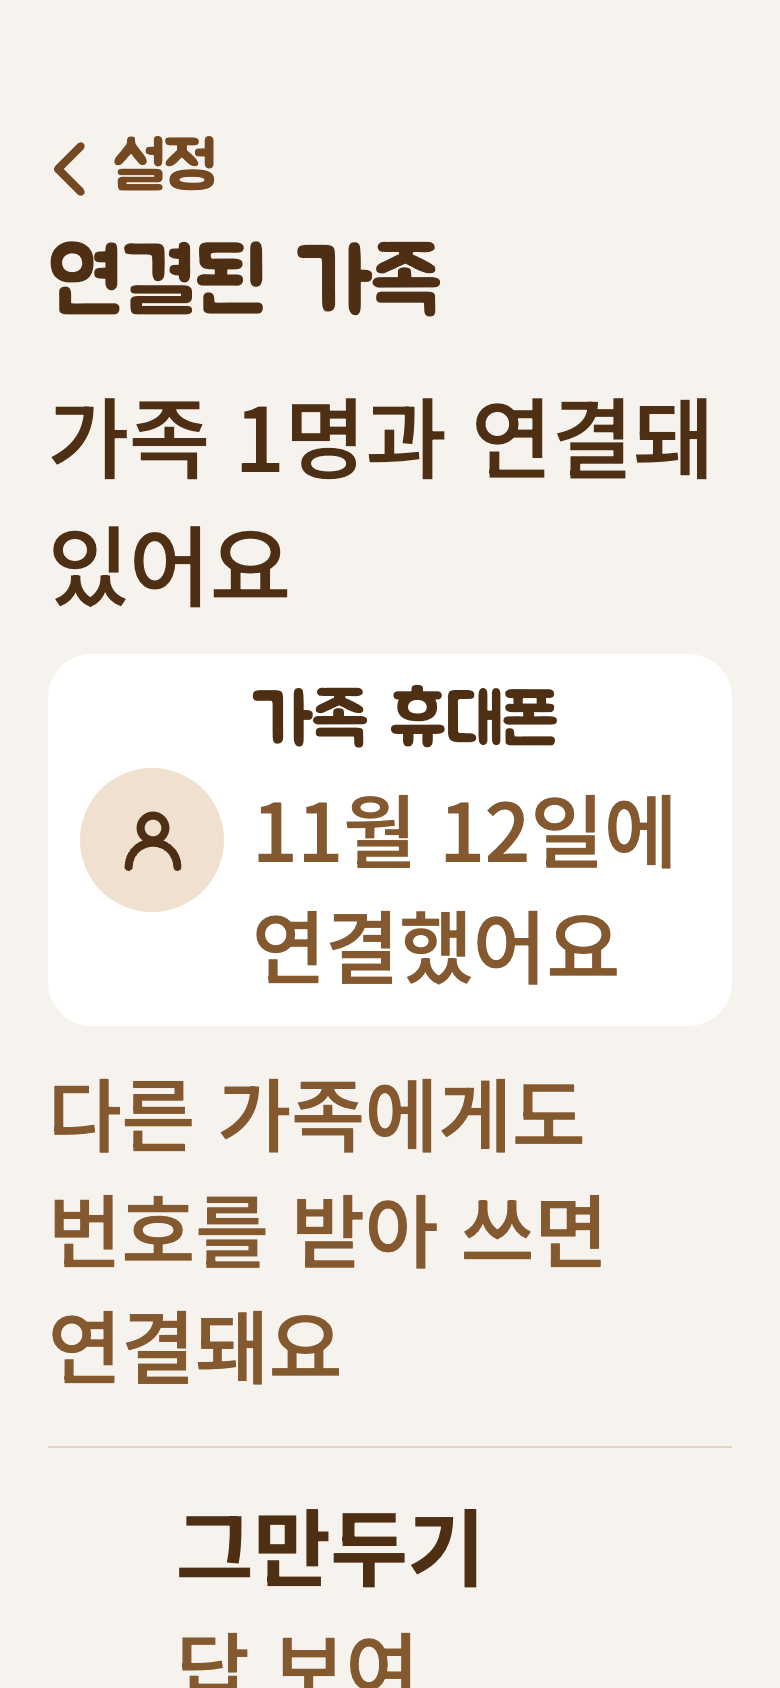 설정
연결된 가족
가족 1명과 연결돼
있어요
가족 휴대폰
11월 12일에
연결했어요
다른 가족에게도
번호를 받아 쓰면
연결돼요
그만두기
답 보여